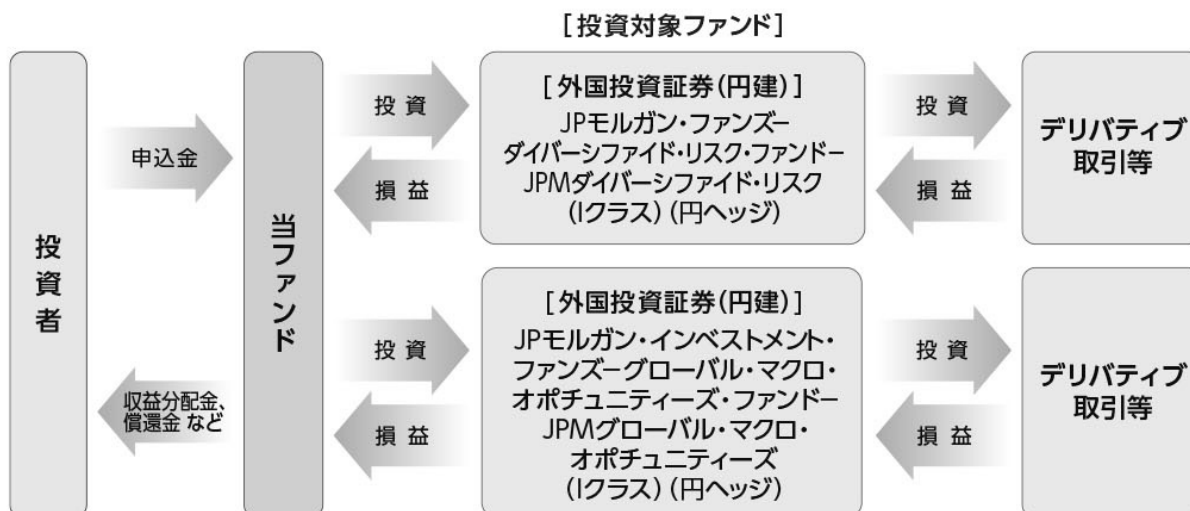 [投資対象ファンド]
投資者
申込金
収益分配金、
償還金 など
当ファンド
投 資
損 益
[外国投資証券(円建)]
JPモルガン・ファンズー
ダイバーシファイド・リスク・ファンドー
JPMダイバーシファイド・リスク
(Iクラス)(円ヘッジ)
投 資
損 益
デリバティブ
取引等
投 資
損 益
[外国投資証券(円建)]
JPモルガン・インベストメント・
ファンズーグローバル・マクロ・
オポチュニティーズ・ファンドー
JPMグローバル・マクロ・
オポチュニティーズ
(Iクラス)(円ヘッジ)
投 資
損 益
デリバティブ
取引等